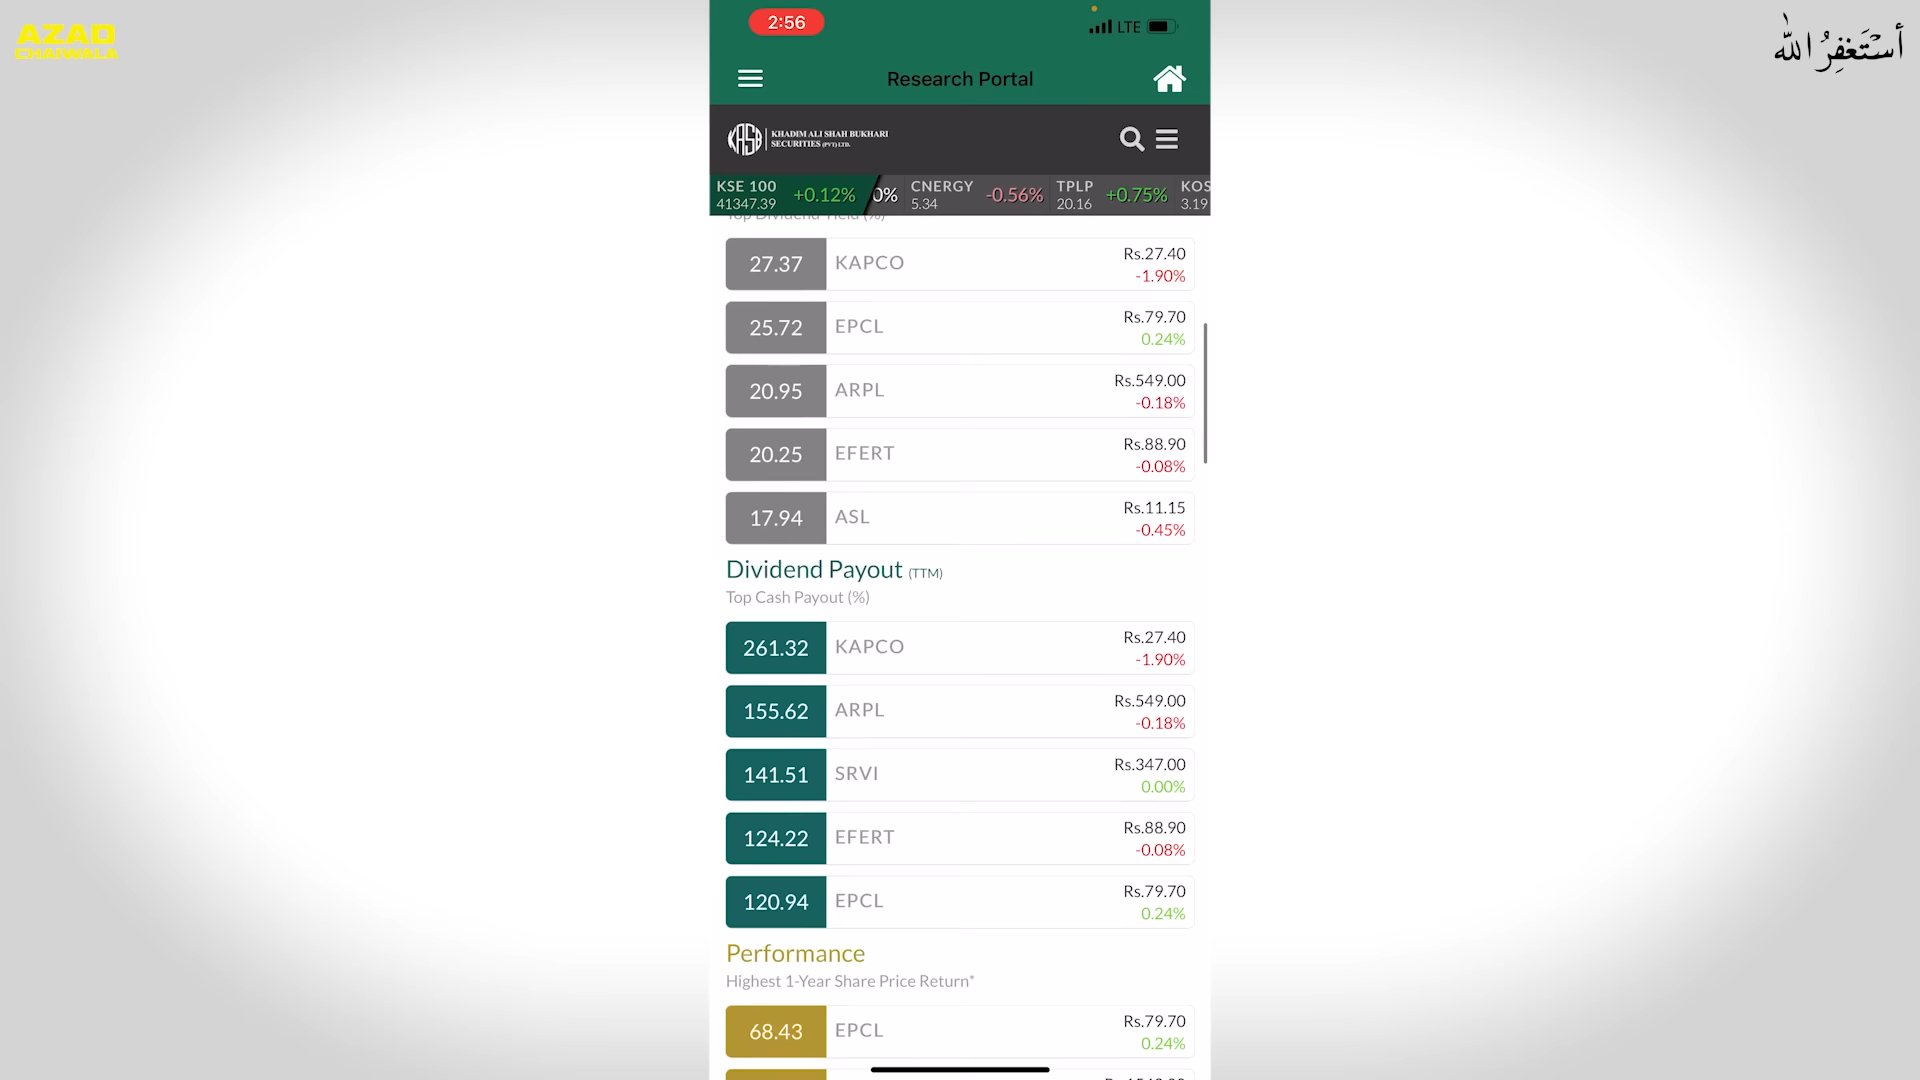 AZAD
CHAIWALA
أستغفر الله
2:56
LTE
Research Portal
KASB
KHADIM ALI SHAH BUKHARI
SECURITIES (PVT) LTD.
KSE 100 +0.12% 0% CNERGY -0.56% TPLP +0.75% KOS
41347.39 5.34 20.16 3.19
Top Dividend Yield (%)
27.37 KAPCO Rs.27.40
-1.90%
25.72 EPCL Rs.79.70
0.24%
20.95 ARPL Rs.549.00
-0.18%
20.25 EFERT Rs.88.90
-0.08%
17.94 ASL Rs.11.15
-0.45%
Dividend Payout (TTM)
Top Cash Payout (%)
261.32 KAPCO Rs.27.40
-1.90%
155.62 ARPL Rs.549.00
-0.18%
141.51 SRVI Rs.347.00
0.00%
124.22 EFERT Rs.88.90
-0.08%
120.94 EPCL Rs.79.70
0.24%
Performance
Highest 1-Year Share Price Return*
68.43 EPCL Rs.79.70
0.24%